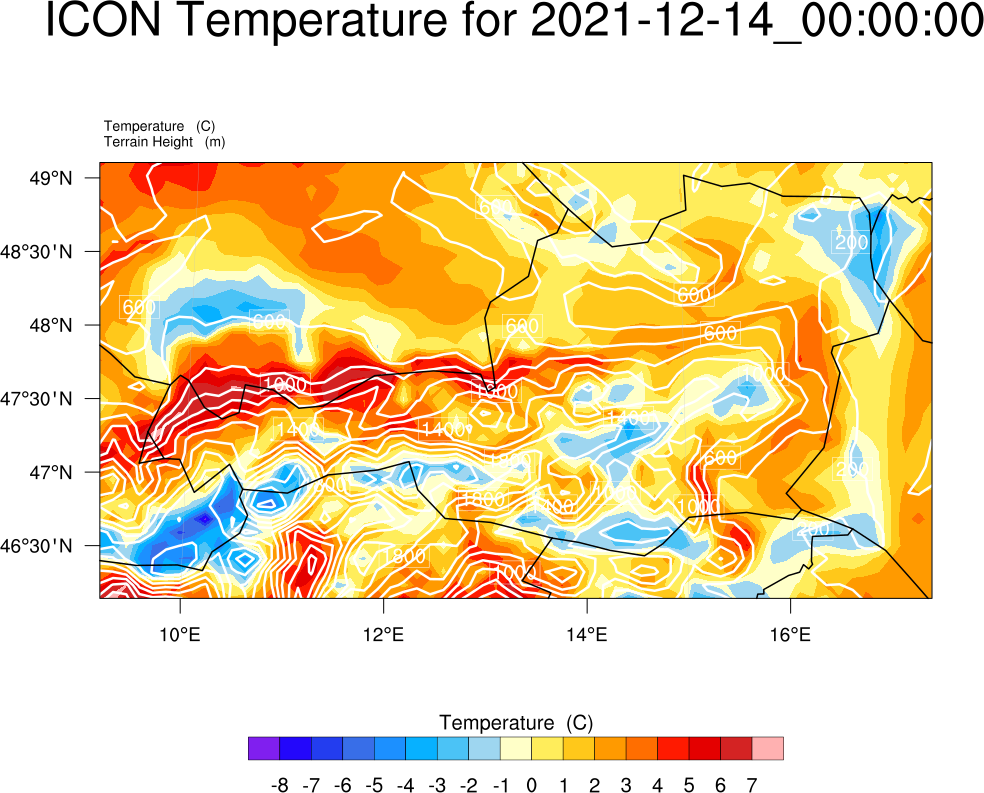 ICON Temperature for 2021-12-14_00:00:00
Temperature (C)
Terrain Height (m)
49°N
48°30'N
48°N
47°30'N
47°N
46°30'N
600
200
600
600
600
600
600
1000
1000
1000
1400
1400
1400
600
200
1000
1000
1800
1000
10°E
12°E
14°E
16°E
Temperature (C)
-8 -7 -6 -5 -4 -3 -2 -1 0 1 2 3 4 5 6 7